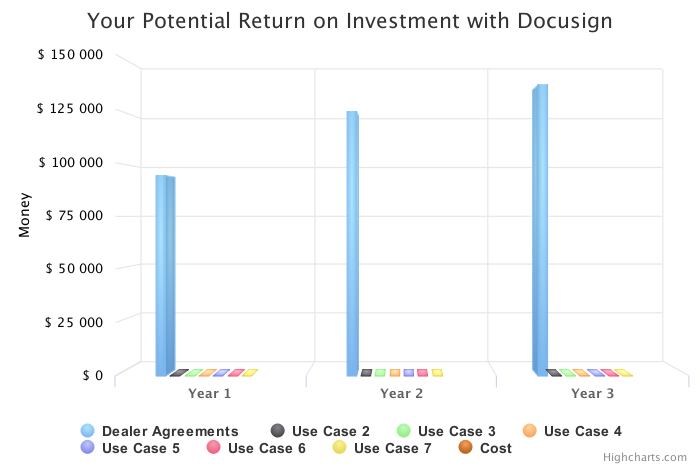 Your Potential Return on Investment with Docusign
$ 150 000
$ 125 000
$ 100 000
$ 75 000
$ 50 000
$ 25 000
$ 0
Money
Year 1 Year 2 Year 3
Dealer Agreements Use Case 2 Use Case 3 Use Case 4
Use Case 5 Use Case 6 Use Case 7 Cost
Highcharts.com